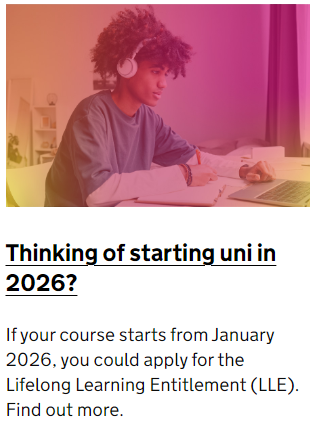 Thinking of starting uni in
2026?
If your course starts from January
2026, you could apply for the
Lifelong Learning Entitlement (LLE).
Find out more.